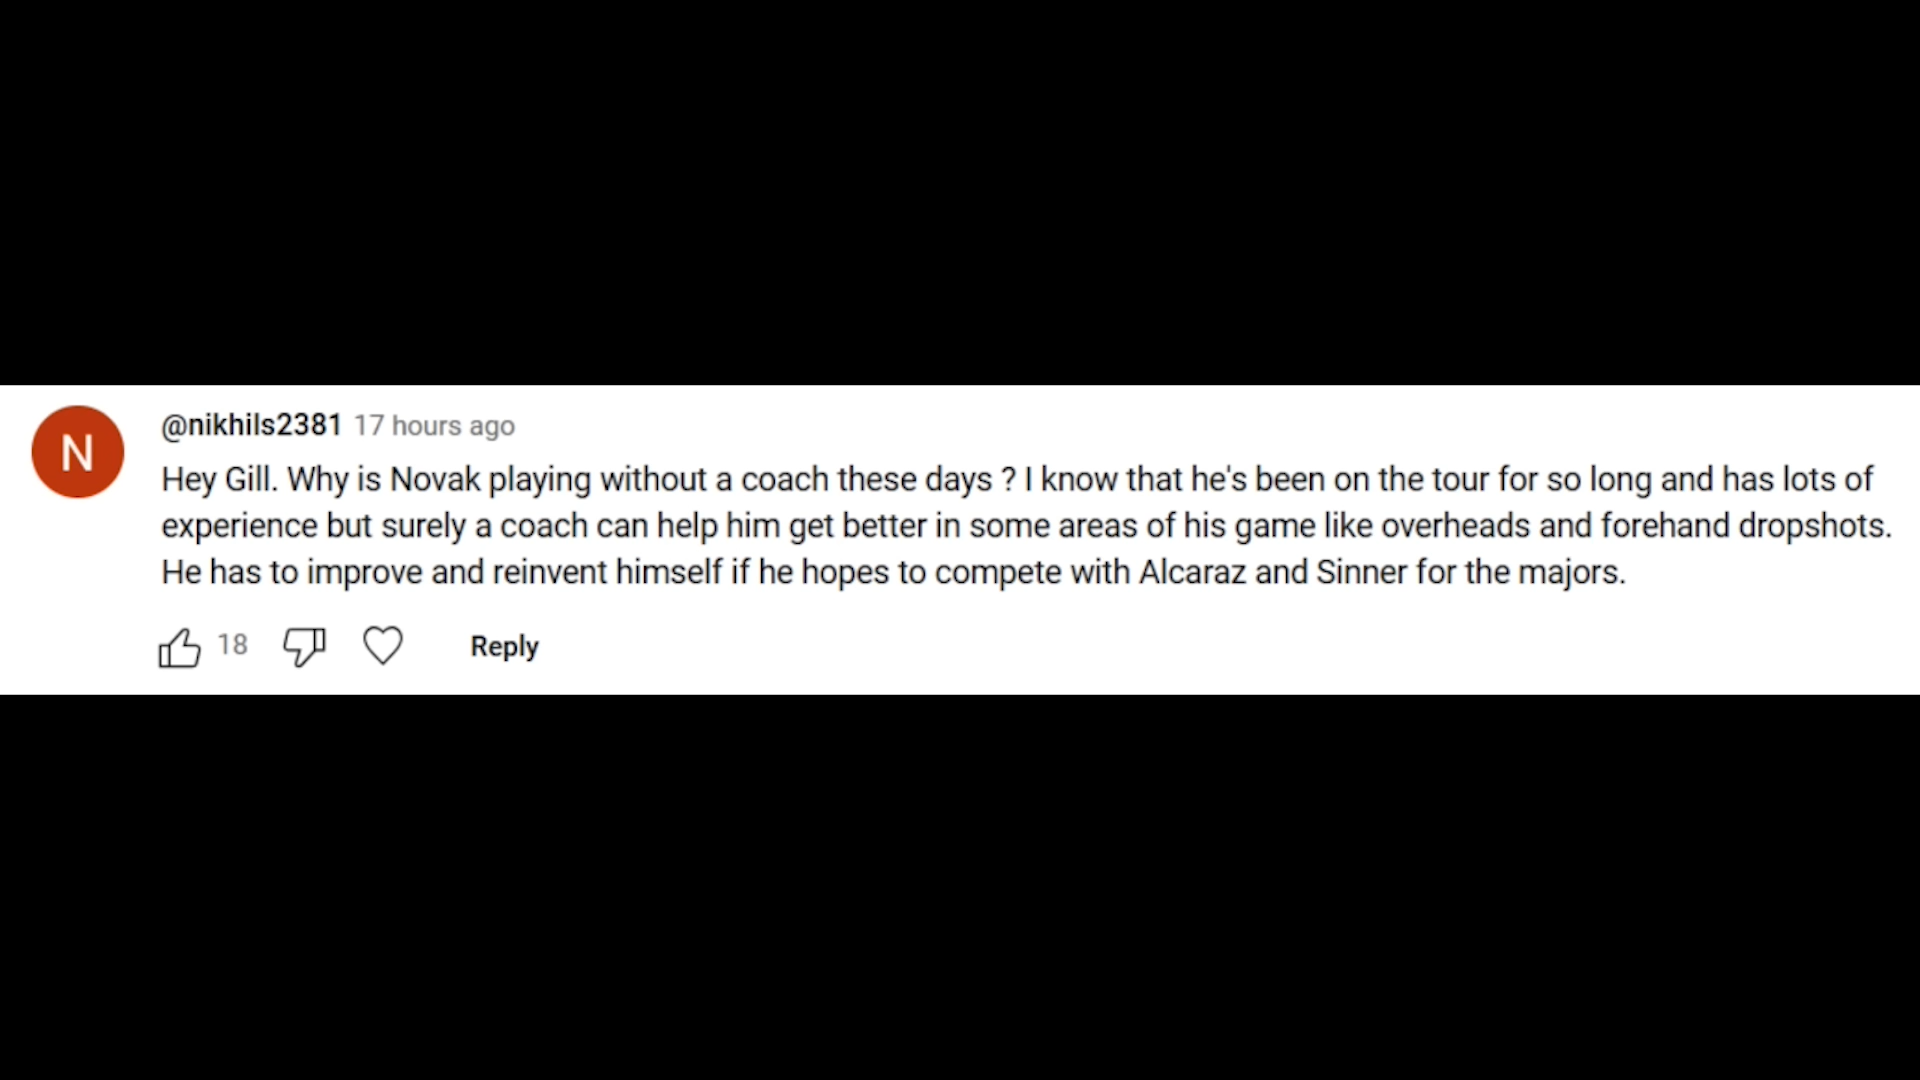 N
@nikhils2381 17 hours ago
Hey Gill. Why is Novak playing without a coach these days ? I know that he's been on the tour for so long and has lots of
experience but surely a coach can help him get better in some areas of his game like overheads and forehand dropshots.
He has to improve and reinvent himself if he hopes to compete with Alcaraz and Sinner for the majors.
18 Reply